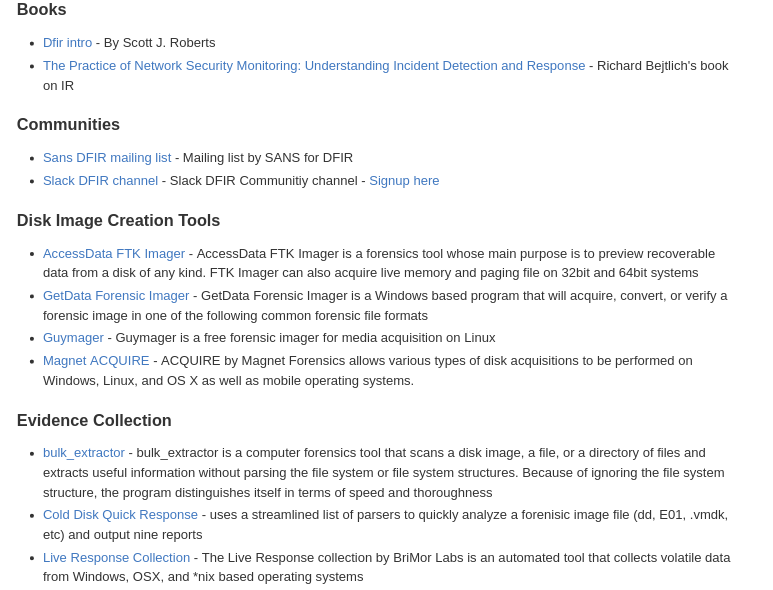 Books
• Dfir intro - By Scott J. Roberts
• The Practice of Network Security Monitoring: Understanding Incident Detection and Response - Richard Bejtlich's book
on IR
Communities
• Sans DFIR mailing list - Mailing list by SANS for DFIR
• Slack DFIR channel - Slack DFIR Communitiy channel - Signup here
Disk Image Creation Tools
• AccessData FTK Imager - AccessData FTK Imager is a forensics tool whose main purpose is to preview recoverable
data from a disk of any kind. FTK Imager can also acquire live memory and paging file on 32bit and 64bit systems
• GetData Forensic Imager - GetData Forensic Imager is a Windows based program that will acquire, convert, or verify a
forensic image in one of the following common forensic file formats
• Guymager - Guymager is a free forensic imager for media acquisition on Linux
• Magnet ACQUIRE - ACQUIRE by Magnet Forensics allows various types of disk acquisitions to be performed on
Windows, Linux, and OS X as well as mobile operating systems.
Evidence Collection
• bulk_extractor - bulk_extractor is a computer forensics tool that scans a disk image, a file, or a directory of files and
extracts useful information without parsing the file system or file system structures. Because of ignoring the file system
structure, the program distinguishes itself in terms of speed and thoroughness
• Cold Disk Quick Response - uses a streamlined list of parsers to quickly analyze a forenisic image file (dd, E01, .vmdk,
etc) and output nine reports
• Live Response Collection - The Live Response collection by BriMor Labs is an automated tool that collects volatile data
from Windows, OSX, and *nix based operating systems